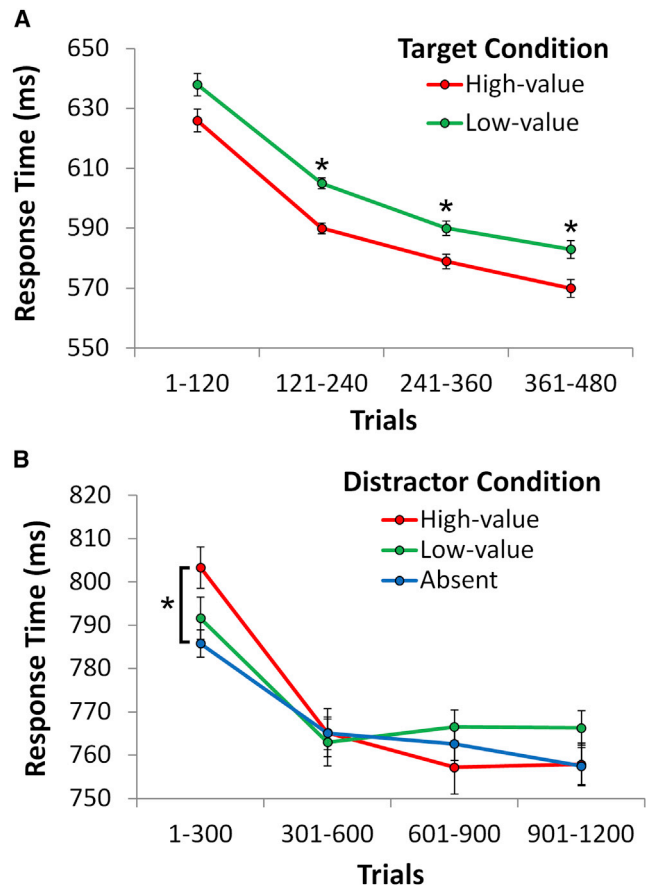 A
Target Condition
High-value
Low-value
Response Time (ms)
650
630
610
590
570
550
*
*
*
1-120 121-240 241-360 361-480
Trials
B
Distractor Condition
High-value
Low-value
Absent
Response Time (ms)
820
810
800
790
780
770
760
750
*
1-300 301-600 601-900 901-1200
Trials